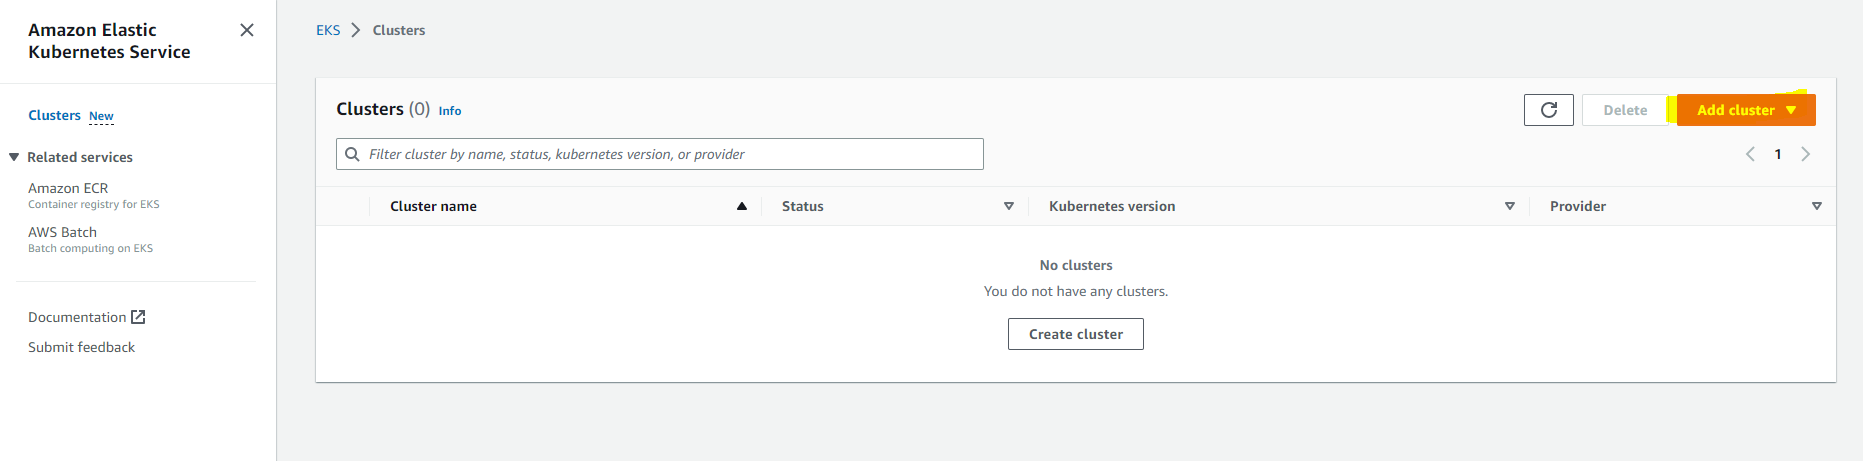 Amazon Elastic
Kubernetes Service
Clusters New
Related services
Amazon ECR
Container registry for EKS
AWS Batch
Batch computing on EKS
Documentation
Submit feedback
EKS Clusters
Clusters (0) Info
Delete
Add cluster
Filter cluster by name, status, kubernetes version, or provider
1
Cluster name Status Kubernetes version Provider
No clusters
You do not have any clusters.
Create cluster